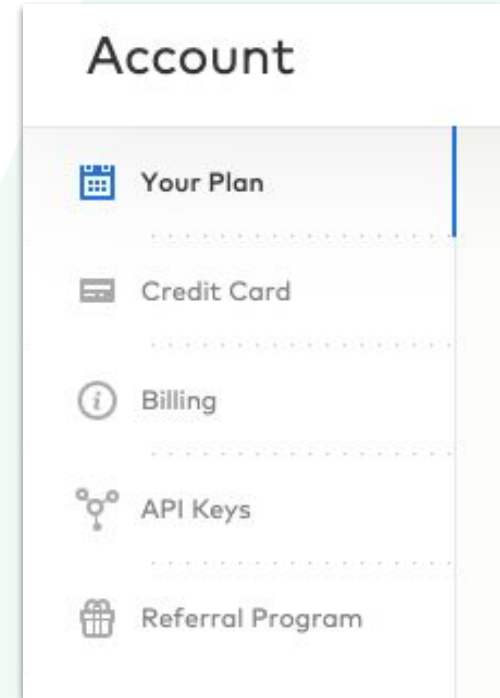 Account
Your Plan
Credit Card
Billing
API Keys
Referral Program